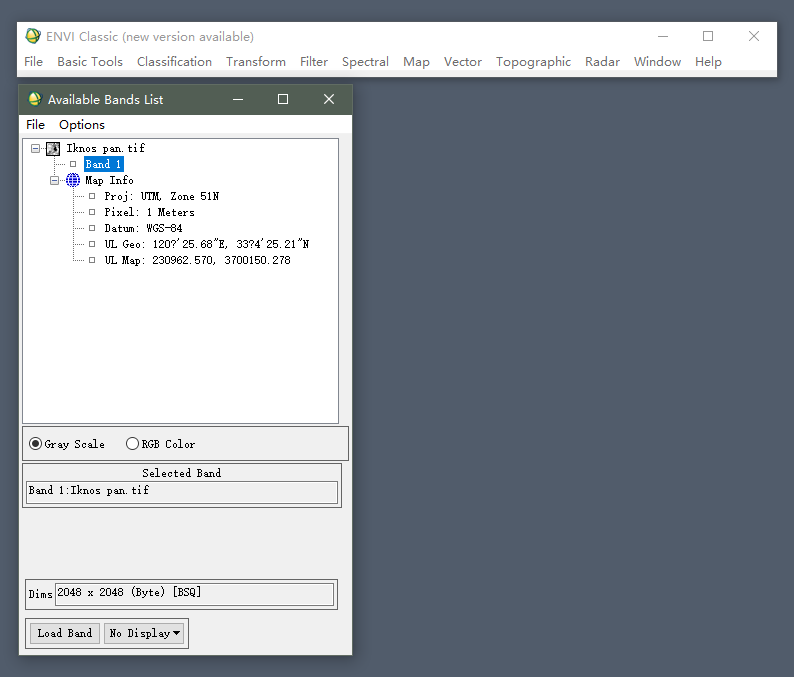 ENVI Classic (new version available)
File Basic Tools Classification Transform Filter Spectral Map Vector Topographic Radar Window Help
Available Bands List
File Options
Iknos pan.tif
Band 1
Map Info
Proj: UTM, Zone 51N
Pixel: 1 Meters
Datum: WGS-84
UL Geo: 120?'25.68"E, 33?4'25.21"N
UL Map: 230962.570, 3700150.278
Gray Scale RGB Color
Selected Band
Band 1:Iknos pan.tif
Dims 2048 x 2048 (Byte) [BSQ]
Load Band No Display